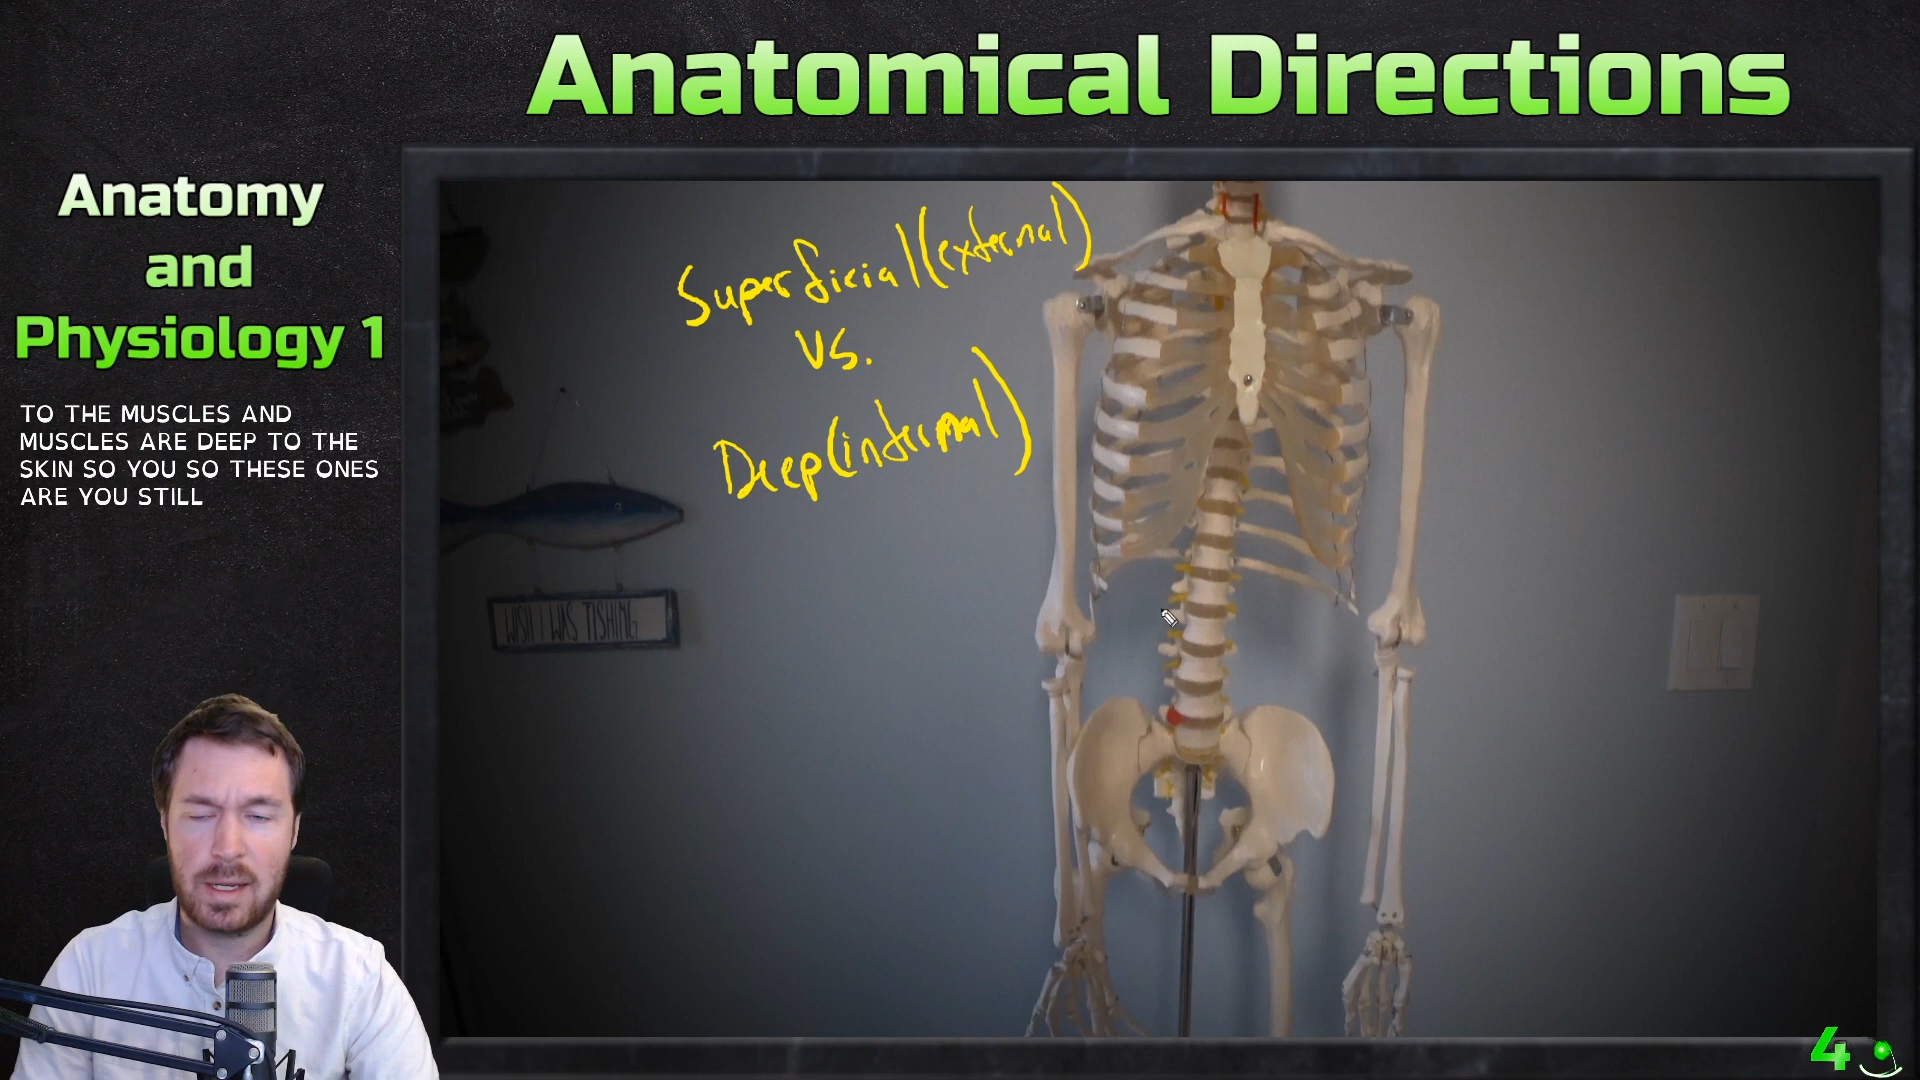 Anatomical Directions
Anatomy
and
Physiology 1
TO THE MUSCLES AND
MUSCLES ARE DEEP TO THE
SKIN SO YOU SO THESE ONES
ARE YOU STILL
Superficial (external)
VS.
Deep (internal)
WISH I WAS FISHING
4